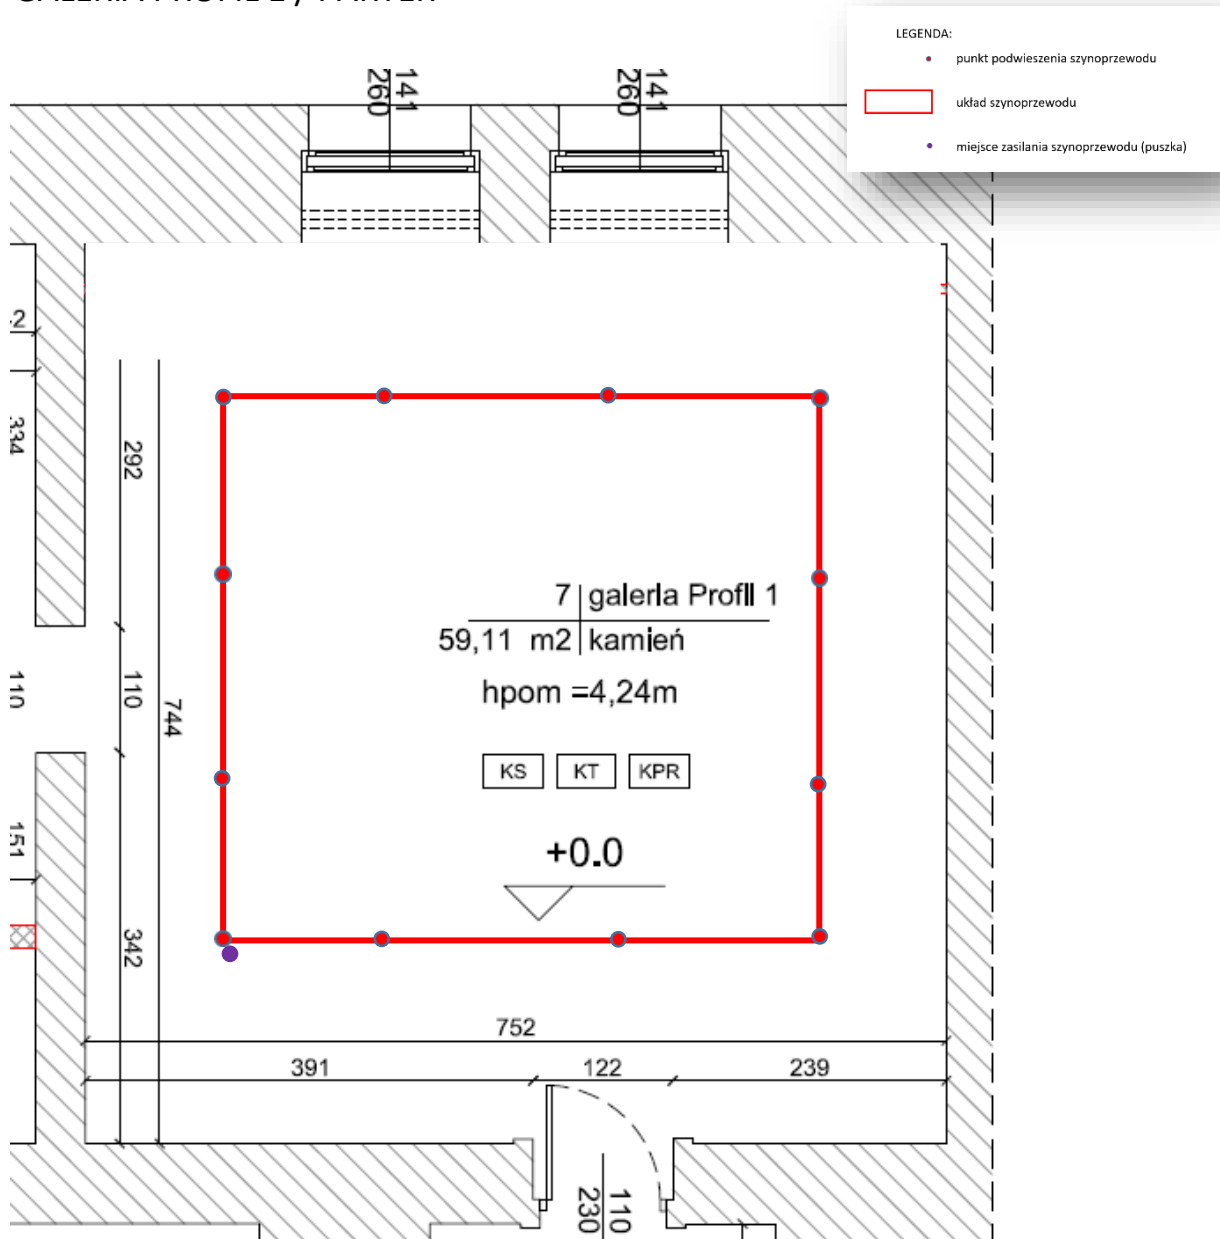 LEGENDA:
punkt podwieszenia szynoprzewodu
układ szynoprzewodu
miejsce zasilania szynoprzewodu (puszka)
141
260
141
260
334
292
110
110
744
151
342
7 galeria Profil 1
59,11 m2 kamień
hpom =4,24m
KS KT KPR
+0.0
752
391 122 239
110
230